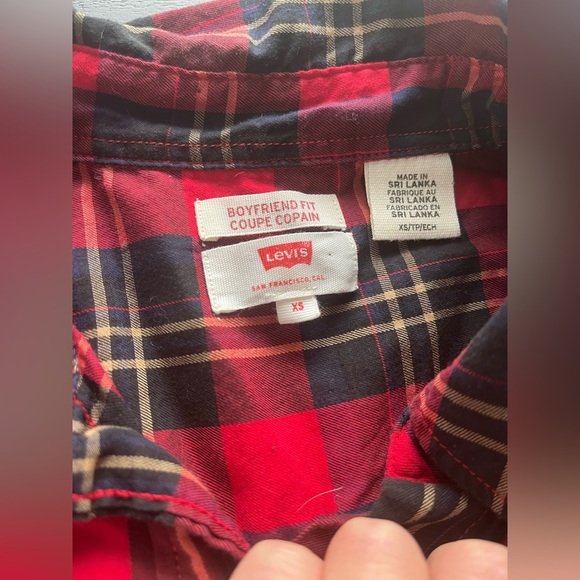 BOYFRIEND FIT
COUPE COPAIN
LEVI'S
SAN FRANCISCO, CAL.
XS
MADE IN
SRI LANKA
FABRIQUE AU
SRI LANKA
FABRICADO EN
SRI LANKA
XS/TP/ECH